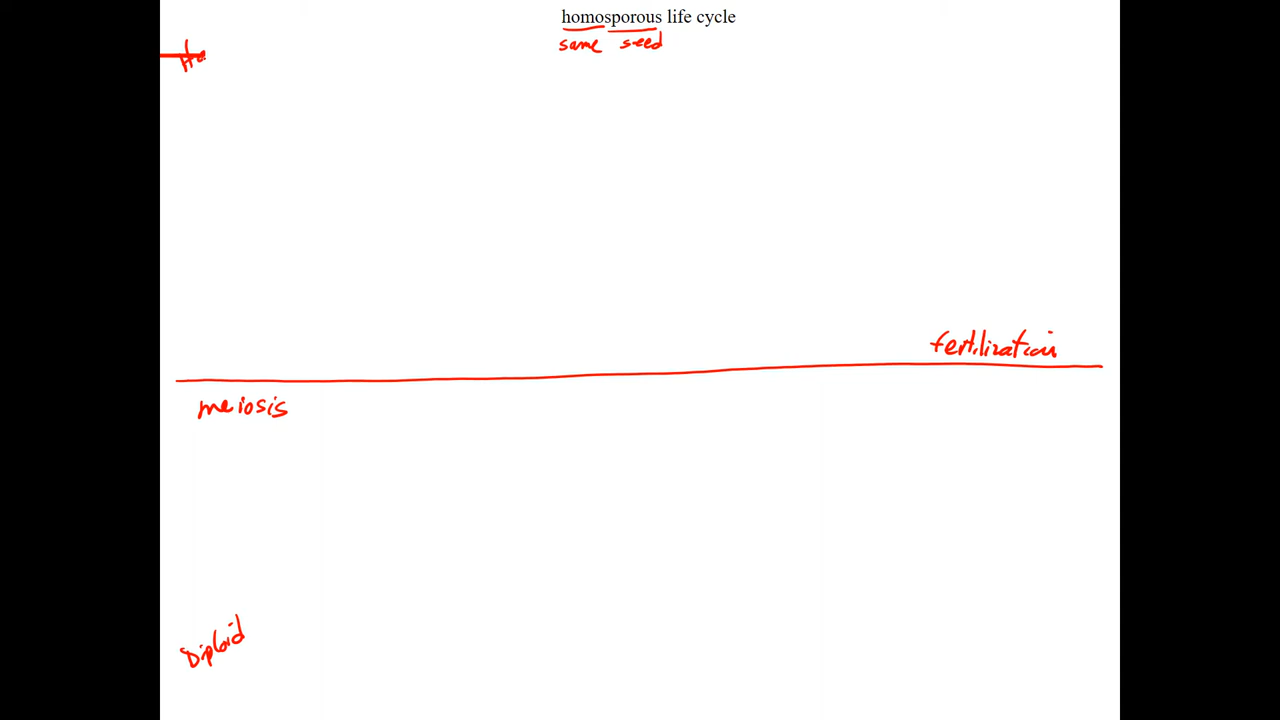 homosporous life cycle
same seed
fertilization
meiosis
Diploid